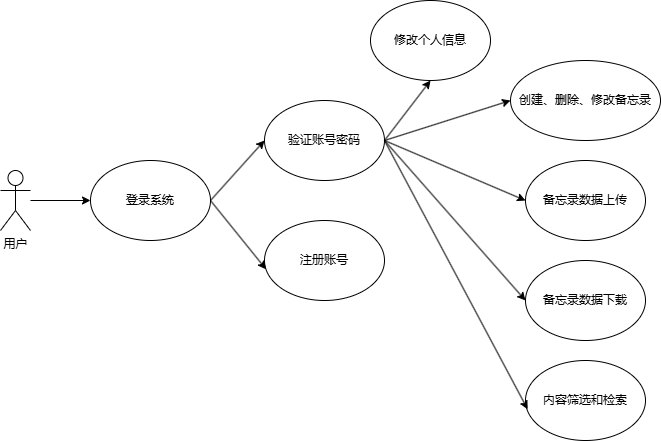 修改个人信息
创建、删除、修改备忘录
验证账号密码
登录系统
备忘录数据上传
用户
注册账号
备忘录数据下载
内容筛选和检索